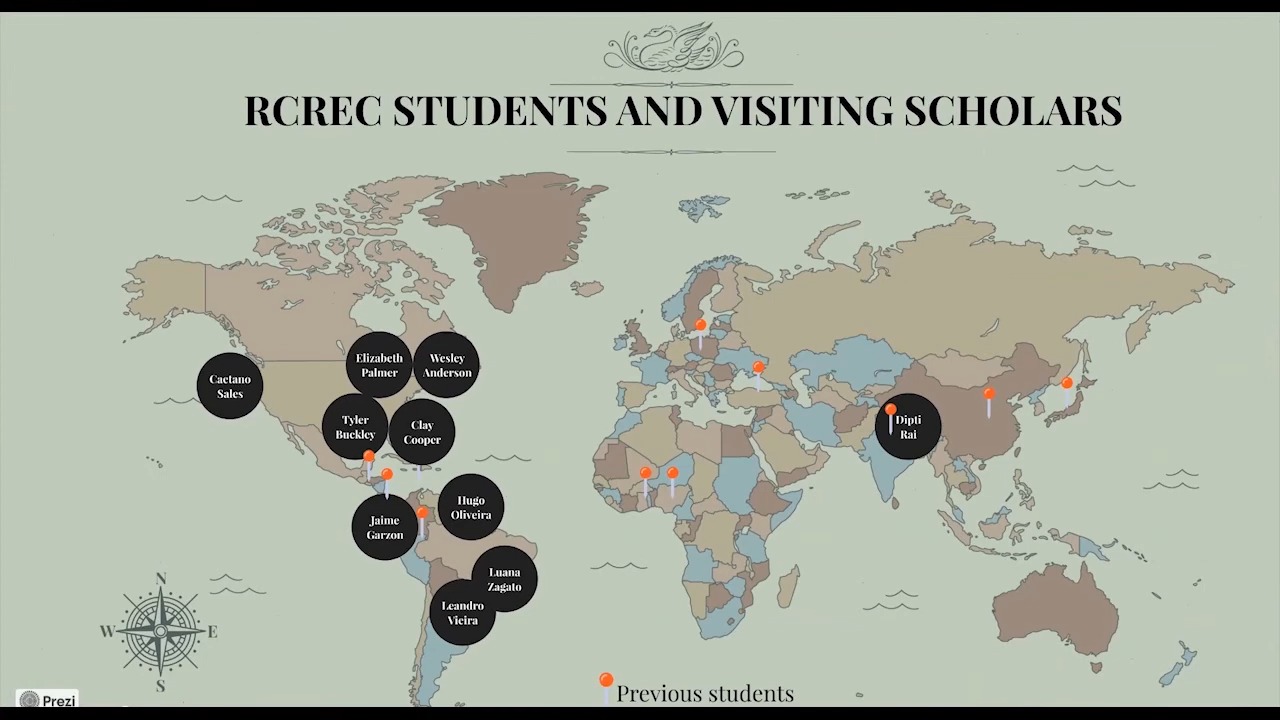 RCREC STUDENTS AND VISITING SCHOLARS
Elizabeth
Palmer
Wesley
Anderson
Caetano
Sales
Tyler
Buckley
Clay
Cooper
Dipti
Rai
Hugo
Oliveira
Jaime
Garzon
Luana
Zagato
Leandro
Vieira
N
W
E
S
Previous students
Prezi